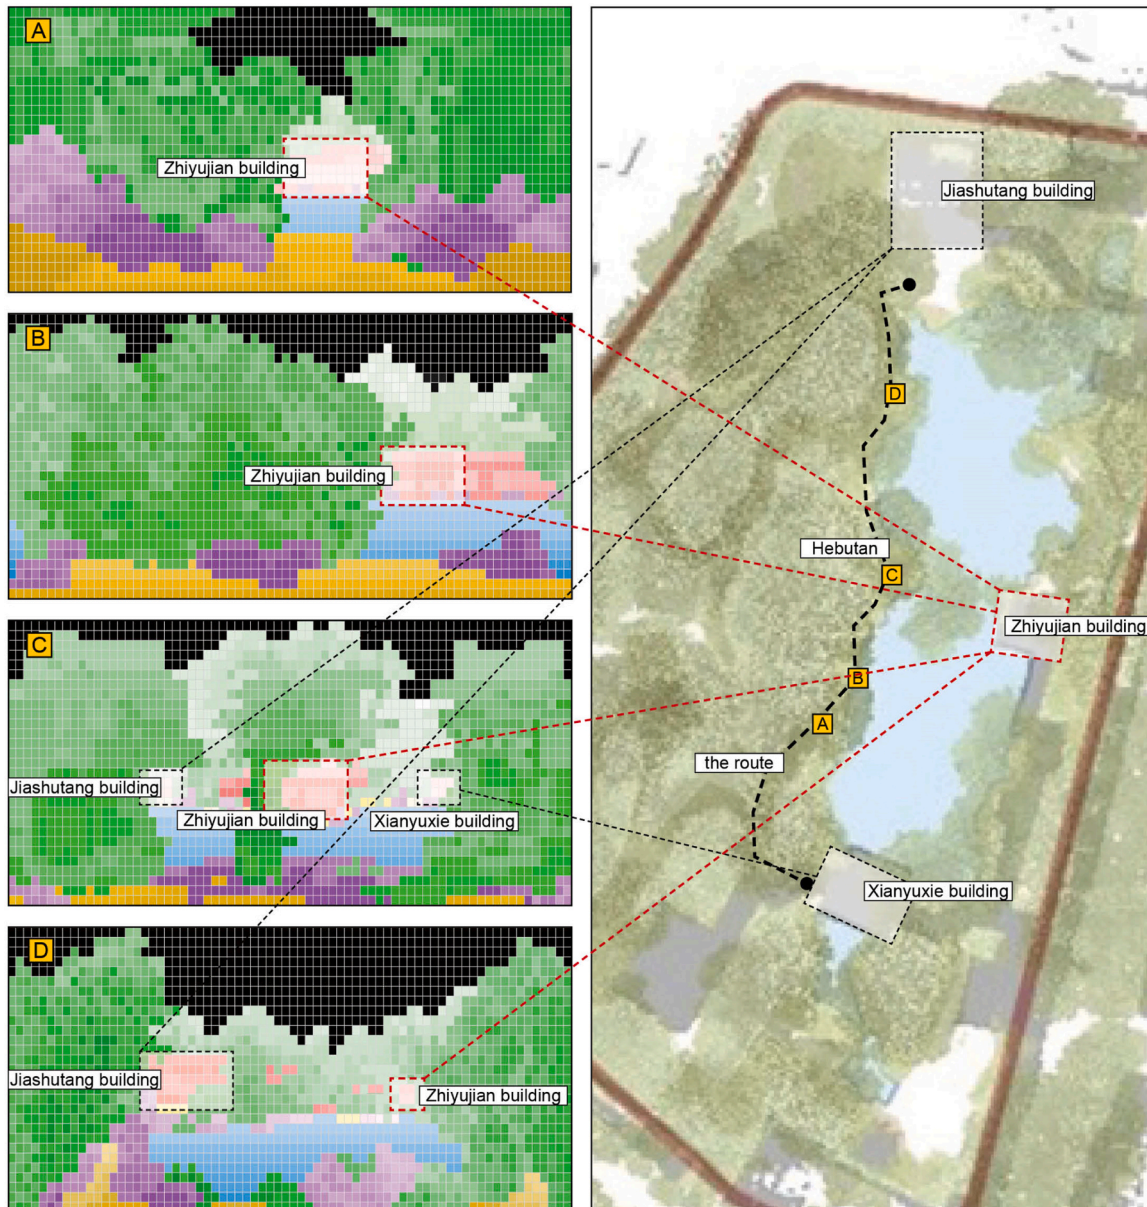 A
Zhiyujian building
B
Zhiyujian building
C
Jiashutang building
Zhiyujian building
Xianyuxie building
D
Jiashutang building
Zhiyujian building
Jiashutang building
D
Hebutan
C
Zhiyujian building
B
A
the route
Xianyuxie building